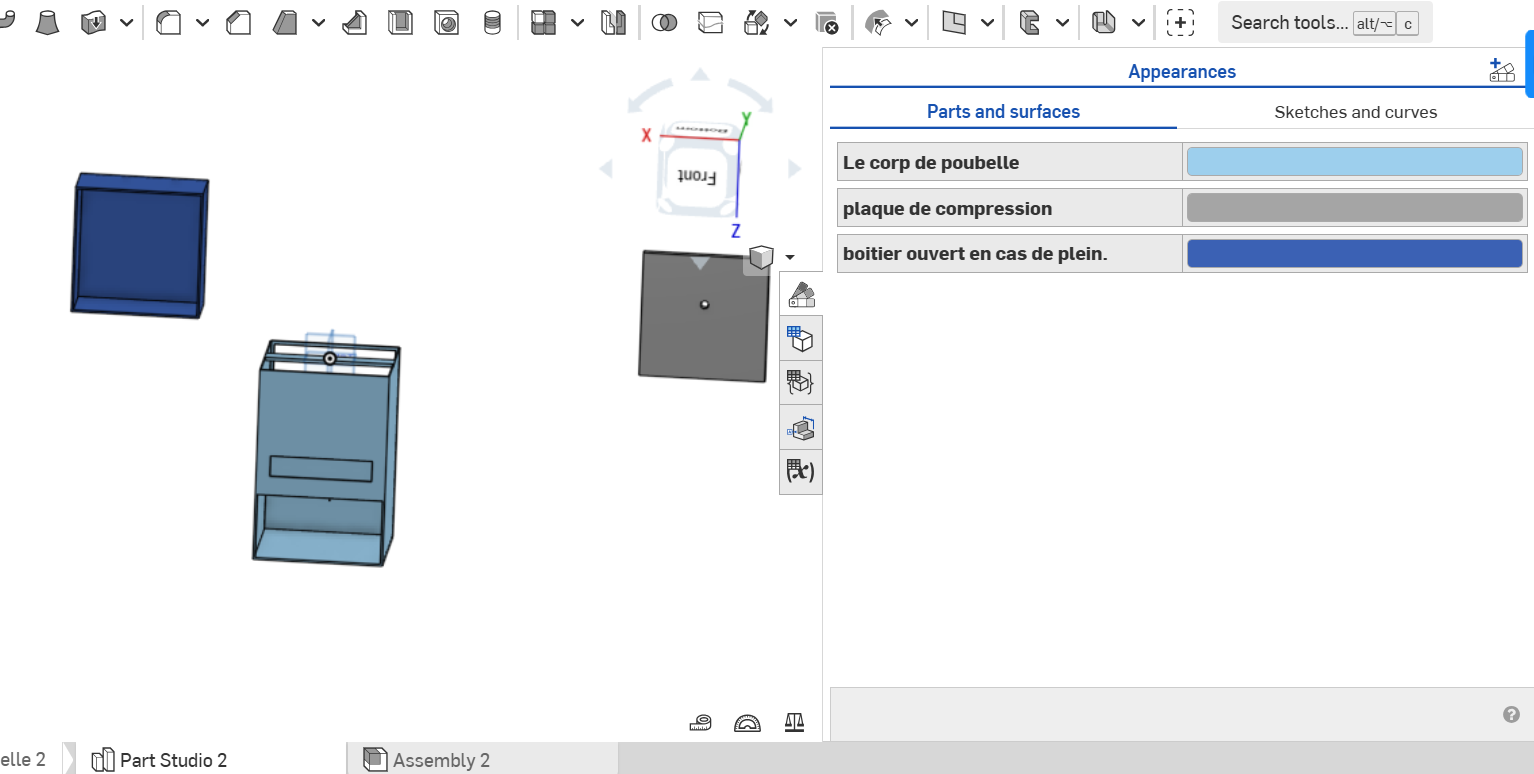 Search tools... alt/⌥ c
Appearances
Parts and surfaces
Sketches and curves
Le corp de poubelle
plaque de compression
boitier ouvert en cas de plein.
Bottom
X
Y
Front
Z
(x)
?
elle 2
Part Studio 2
Assembly 2